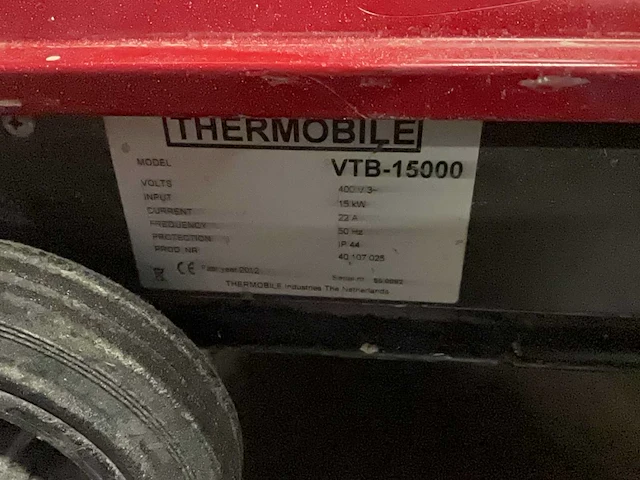 THERMOBILE
MODEL VTB-15000
VOLTS 400 V 3~
INPUT 15 kW
CURRENT 22 A
FREQUENCY 50 Hz
PROTECTION IP 44
PROD. NR. 40 107 025
CE
THERMOBILE Industries The Netherlands